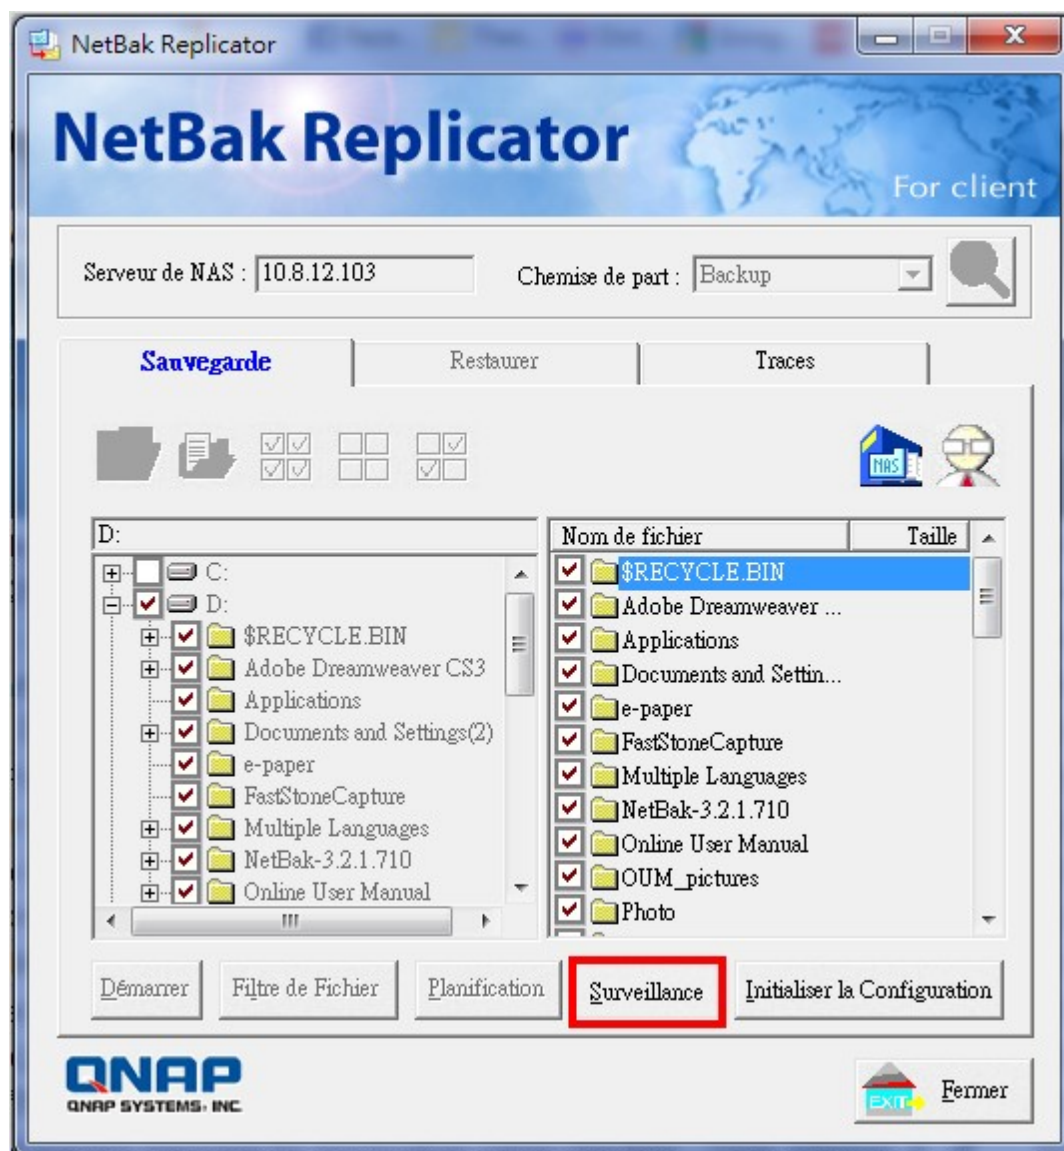 NetBak Replicator
NetBak Replicator
For client
Serveur de NAS : 10.8.12.103 Chemise de part : Backup
Sauvegarde Restaurer Traces
NAS
D:
C:
D:
$RECYCLE.BIN
Adobe Dreamweaver CS3
Applications
Documents and Settings(2)
e-paper
FastStoneCapture
Multiple Languages
NetBak-3.2.1.710
Online User Manual
Nom de fichier Taille
$RECYCLE.BIN
Adobe Dreamweaver ...
Applications
Documents and Settin...
e-paper
FastStoneCapture
Multiple Languages
NetBak-3.2.1.710
Online User Manual
OUM_pictures
Photo
Démarrer Filtre de Fichier Planification Surveillance Initialiser la Configuration
QNAP
QNAP SYSTEMS, INC.
EXIT Fermer